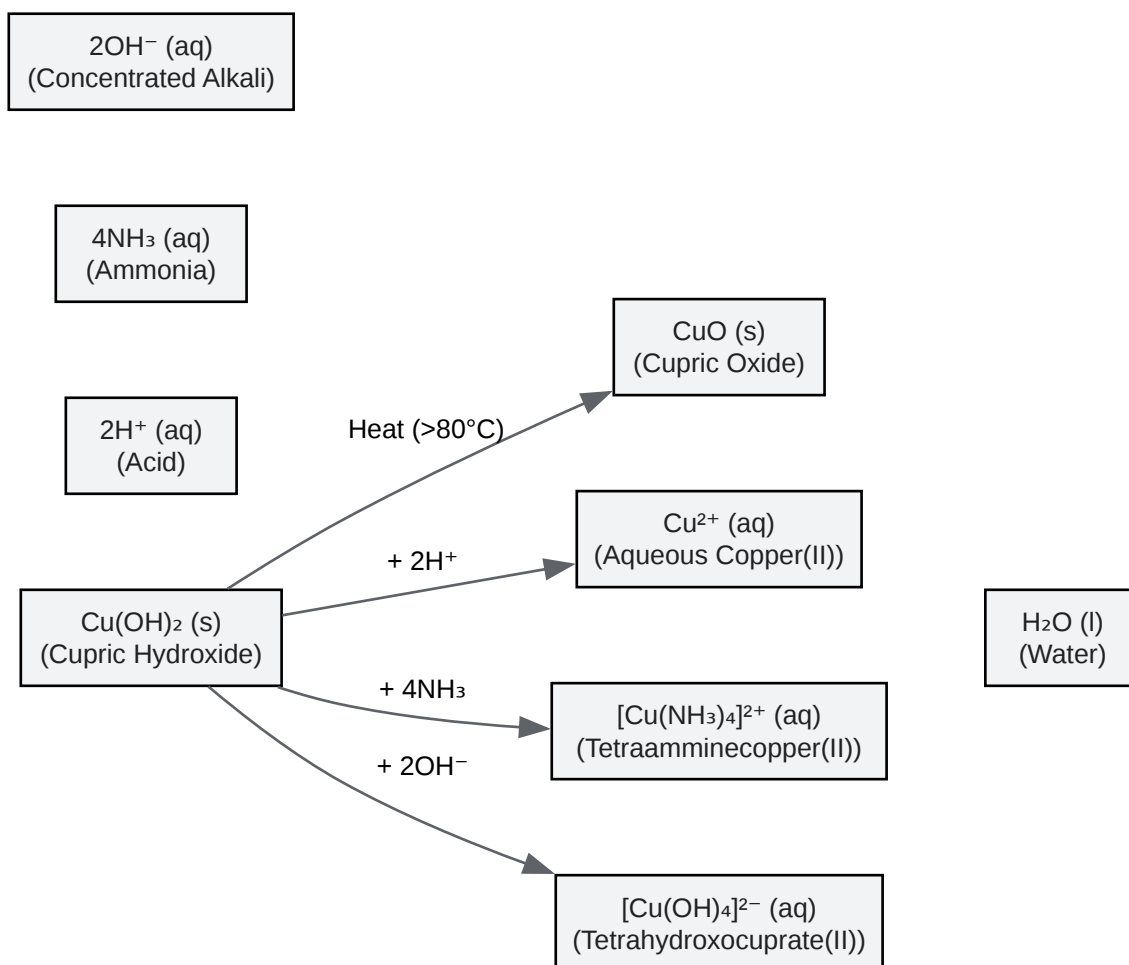 2OH⁻ (aq)
(Concentrated Alkali)
4NH₃ (aq)
(Ammonia)
CuO (s)
(Cupric Oxide)
2H⁺ (aq)
(Acid)
Heat (>80°C)
Cu²⁺ (aq)
(Aqueous Copper(II))
+ 2H⁺
Cu(OH)₂ (s)
(Cupric Hydroxide)
H₂O (l)
(Water)
+ 4NH₃
[Cu(NH₃)₄]²⁺ (aq)
(Tetraamminecopper(II))
+ 2OH⁻
[Cu(OH)₄]²⁻ (aq)
(Tetrahydroxocuprate(II))